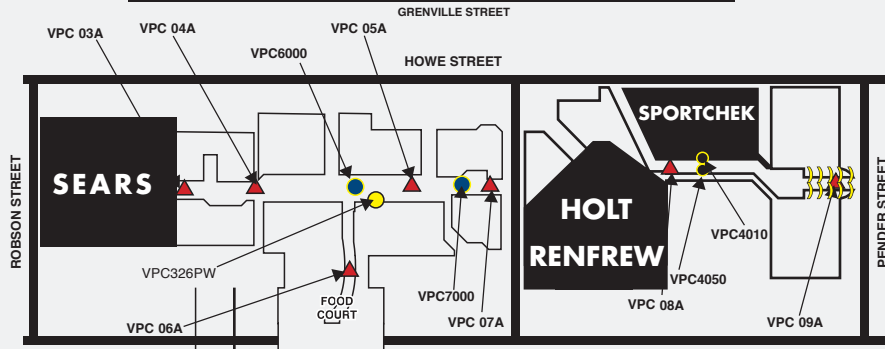 GRENVILLE STREET
VPC 03A
VPC 04A
VPC 05A
VPC6000
HOWE STREET
ROBSON STREET
SEARS
SPORTCHEK
HOLT
RENFREW
PENDER STREET
VPC4010
VPC326PW
VPC4050
VPC7000
VPC 08A
FOOD
COURT
VPC 06A
VPC 07A
VPC 09A